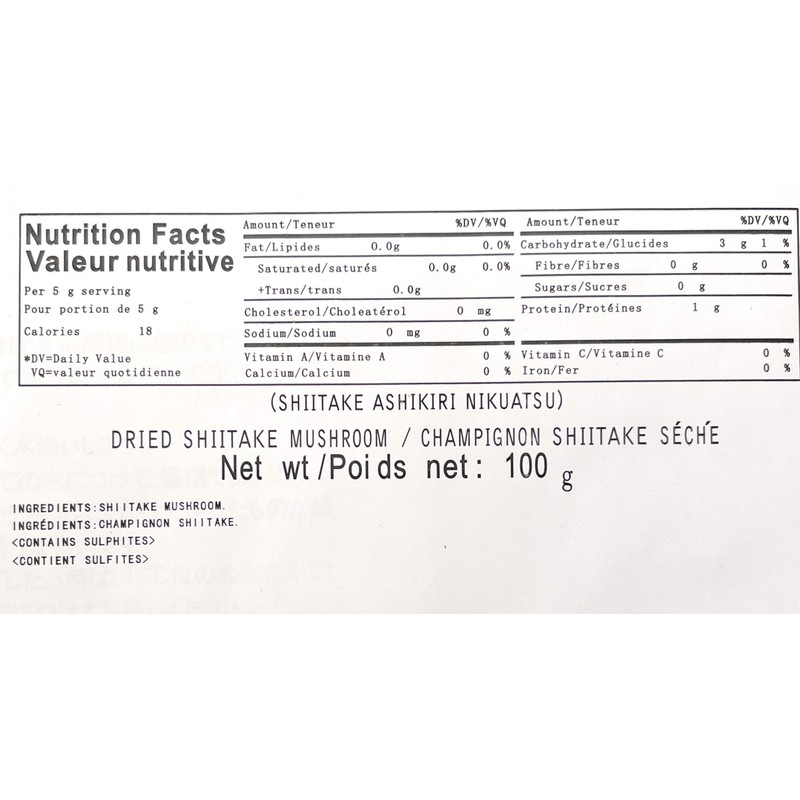 Nutrition Facts
Valeur nutritive
Per 5 g serving
Pour portion de 5 g
Calories 18
*DV=Daily Value
VQ=valeur quotidienne
Amount/Teneur %DV/%VQ
Fat/Lipides 0.0g 0.0%
Saturated/saturés 0.0g 0.0%
+Trans/trans 0.0g
Cholesterol/Choleatérol 0 mg
Sodium/Sodium 0 mg 0 %
Vitamin A/Vitamine A 0 %
Calcium/Calcium 0 %
Amount/Teneur %DV/%VQ
Carbohydrate/Glucides 3 g 1 %
Fibre/Fibres 0 g 0 %
Sugars/Sucres 0 g
Protein/Protéines 1 g
Vitamin C/Vitamine C 0 %
Iron/Fer 0 %
(SHIITAKE ASHIKIRI NIKUATSU)
DRIED SHIITAKE MUSHROOM / CHAMPIGNON SHIITAKE SÉCHE
Net wt/Poids net: 100 g
INGREDIENTS:SHIITAKE MUSHROOM.
INGRÉDIENTS:CHAMPIGNON SHIITAKE.
<CONTAINS SULPHITES>
<CONTIENT SULFITES>